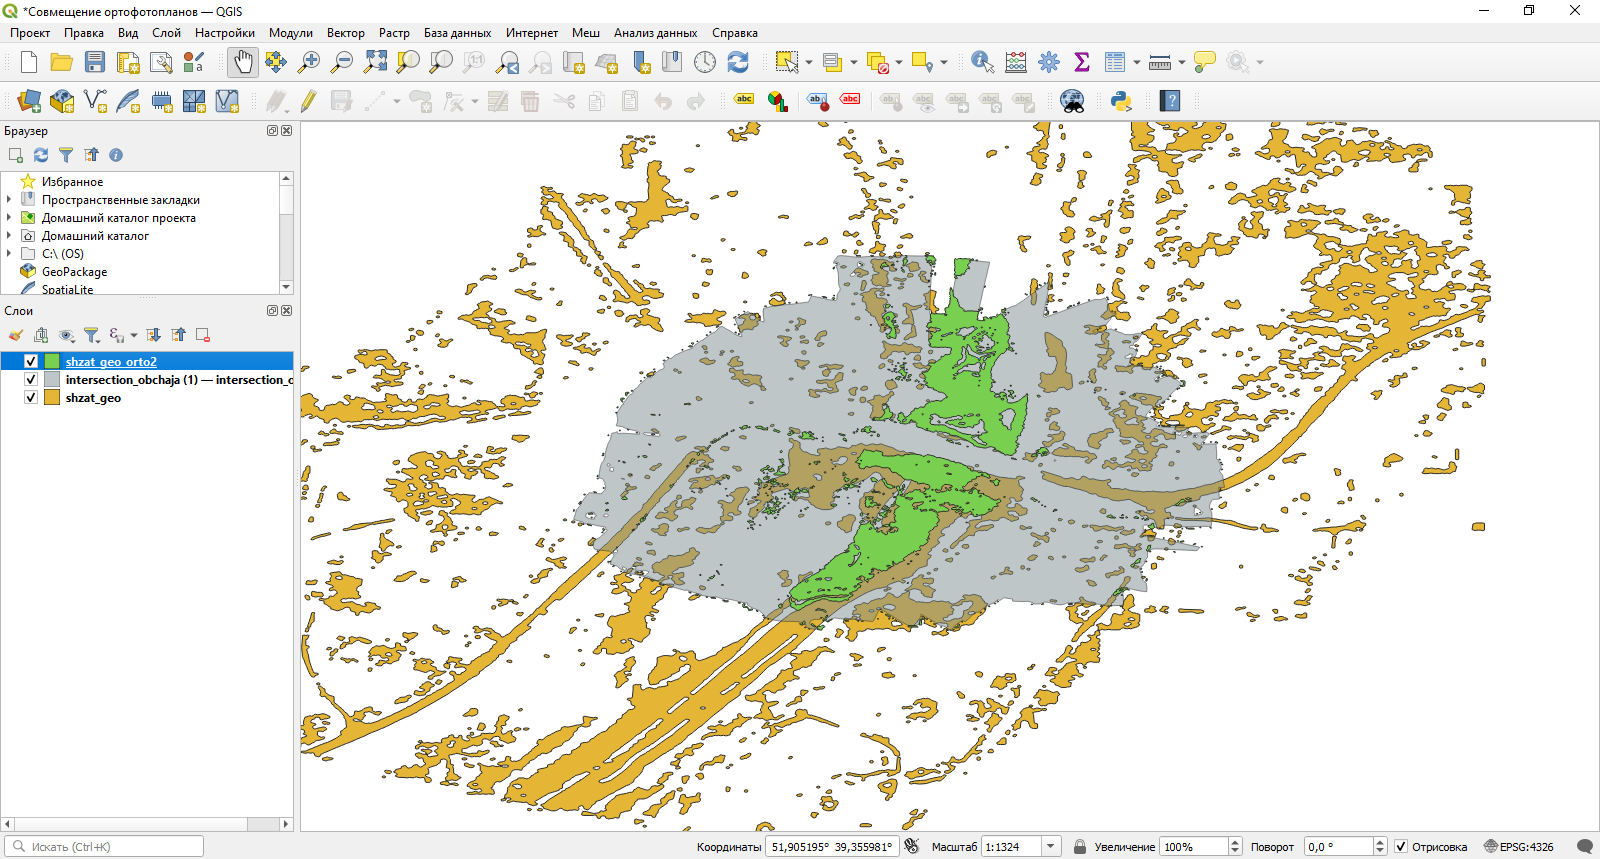 *Совмещение ортофотопланов — QGIS
Проект Правка Вид Слой Настройки Модули Вектор Растр База данных Интернет Меш Анализ данных Справка
Браузер
Избранное
Пространственные закладки
Домашний каталог проекта
Домашний каталог
C:\ (OS)
GeoPackage
SpatiaLite
Слои
shzat_geo_orto2
intersection_obchaja (1) — intersection_o
shzat_geo
Искать (Ctrl+K)
Координаты 51,905195° 39,355981° Масштаб 1:1324 Увеличение 100% Поворот 0,0 ° Отрисовка EPSG:4326